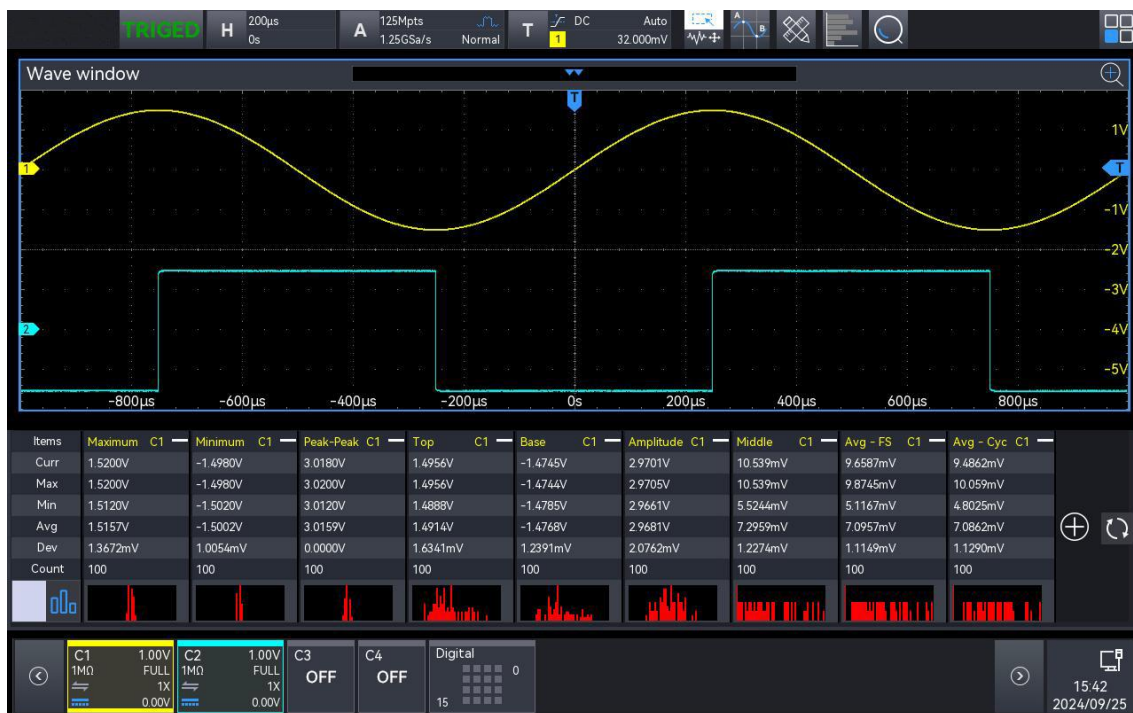 TRIGED H 200μs 0s A 125Mpts 1.25GSa/s Normal T DC 1 Auto 32.000mV A B
Wave window
T
1V
1 T
-1V
-2V
-3V
2 -4V
-5V
-800μs -600μs -400μs -200μs 0s 200μs 400μs 600μs 800μs
Items Maximum C1 Minimum C1 Peak-Peak C1 Top C1 Base C1 Amplitude C1 Middle C1 Avg - FS C1 Avg - Cyc C1
Curr 1.5200V -1.4980V 3.0180V 1.4956V -1.4745V 2.9701V 10.539mV 9.6587mV 9.4862mV
Max 1.5200V -1.4980V 3.0200V 1.4956V -1.4744V 2.9705V 10.539mV 9.8745mV 10.059mV
Min 1.5120V -1.5020V 3.0120V 1.4888V -1.4785V 2.9661V 5.5244mV 5.1167mV 4.8025mV
Avg 1.5157V -1.5002V 3.0159V 1.4914V -1.4768V 2.9681V 7.2959mV 7.0957mV 7.0862mV
Dev 1.3672mV 1.0054mV 0.0000V 1.6341mV 1.2391mV 2.0762mV 1.2274mV 1.1149mV 1.1290mV
Count 100 100 100 100 100 100 100 100 100
C1 1.00V C2 1.00V C3 C4 Digital
1MΩ FULL 1MΩ FULL OFF OFF 0
1X 1X
0.00V 0.00V 15
15:42
2024/09/25